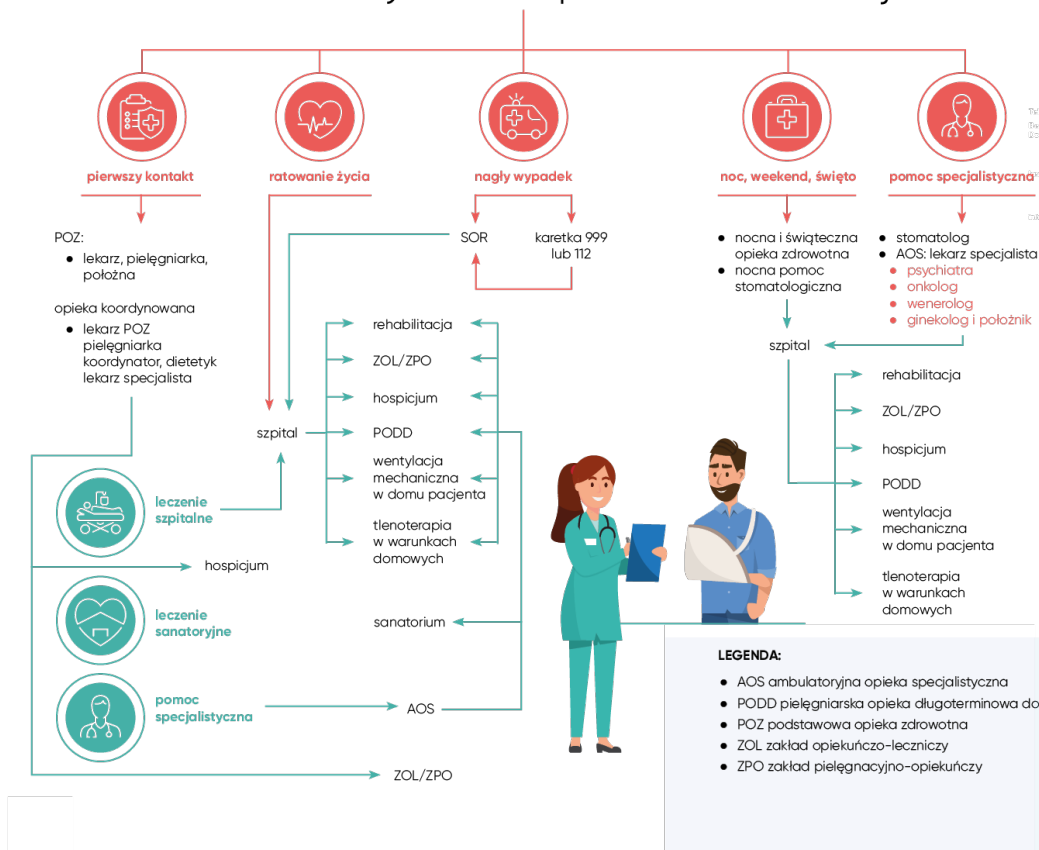 pierwszy kontakt
ratowanie życia
nagły wypadek
noc, weekend, święto
pomoc specjalistyczna
POZ:
● lekarz, pielęgniarka,
położna
opieka koordynowana
● lekarz POZ
pielęgniarka
koordynator, dietetyk
lekarz specjalista
SOR
karetka 999
lub 112
● nocna i świąteczna
opieka zdrowotna
● nocna pomoc
stomatologiczna
● stomatolog
● AOS: lekarz specjalista
● psychiatra
● onkolog
● wenerolog
● ginekolog i położnik
szpital
rehabilitacja
ZOL/ZPO
hospicjum
PODD
wentylacja
mechaniczna
w domu pacjenta
tlenoterapia
w warunkach
domowych
szpital
rehabilitacja
ZOL/ZPO
hospicjum
PODD
wentylacja
mechaniczna
w domu pacjenta
tlenoterapia
w warunkach
domowych
leczenie
szpitalne
hospicjum
leczenie
sanatoryjne
sanatorium
pomoc
specjalistyczna
AOS
ZOL/ZPO
LEGENDA:
● AOS ambulatoryjna opieka specjalistyczna
● PODD pielęgniarska opieka długoterminowa do
● POZ podstawowa opieka zdrowotna
● ZOL zakład opiekuńczo-leczniczy
● ZPO zakład pielęgnacyjno-opiekuńczy